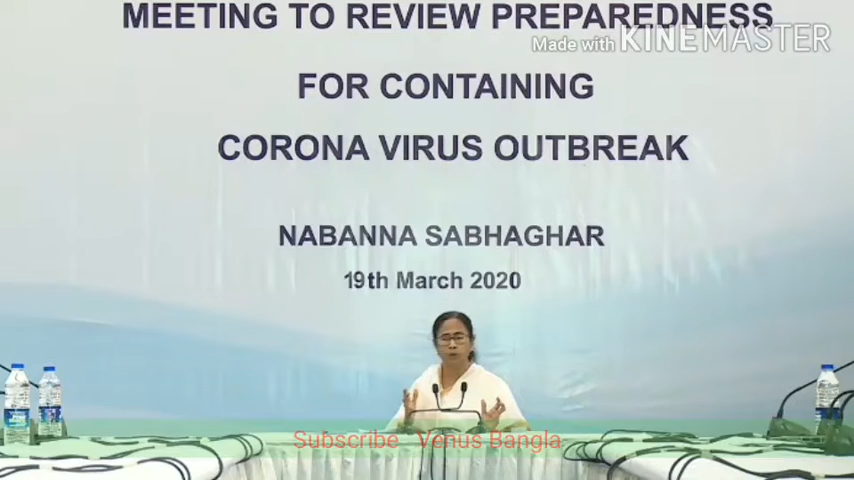 MEETING TO REVIEW PREPAREDNESS
Made with KINEMASTER
FOR CONTAINING
CORONA VIRUS OUTBREAK
NABANNA SABHAGHAR
19th March 2020
Subscribe Venus Bangla